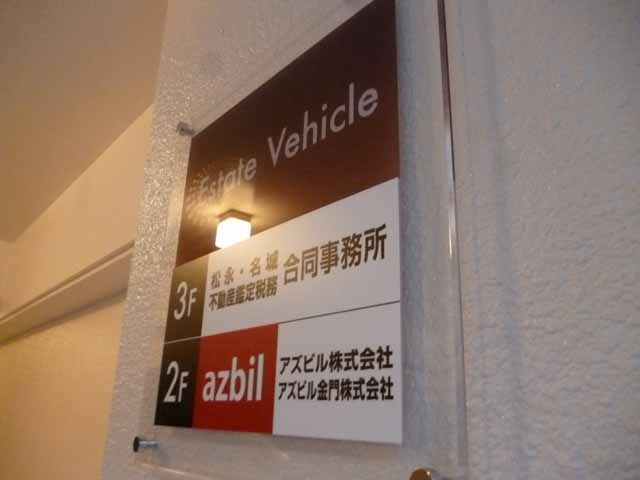 Estate Vehicle
3F
松永・名城
不動産鑑定税務
合同事務所
2F
azbil
アズビル株式会社
アズビル金門株式会社